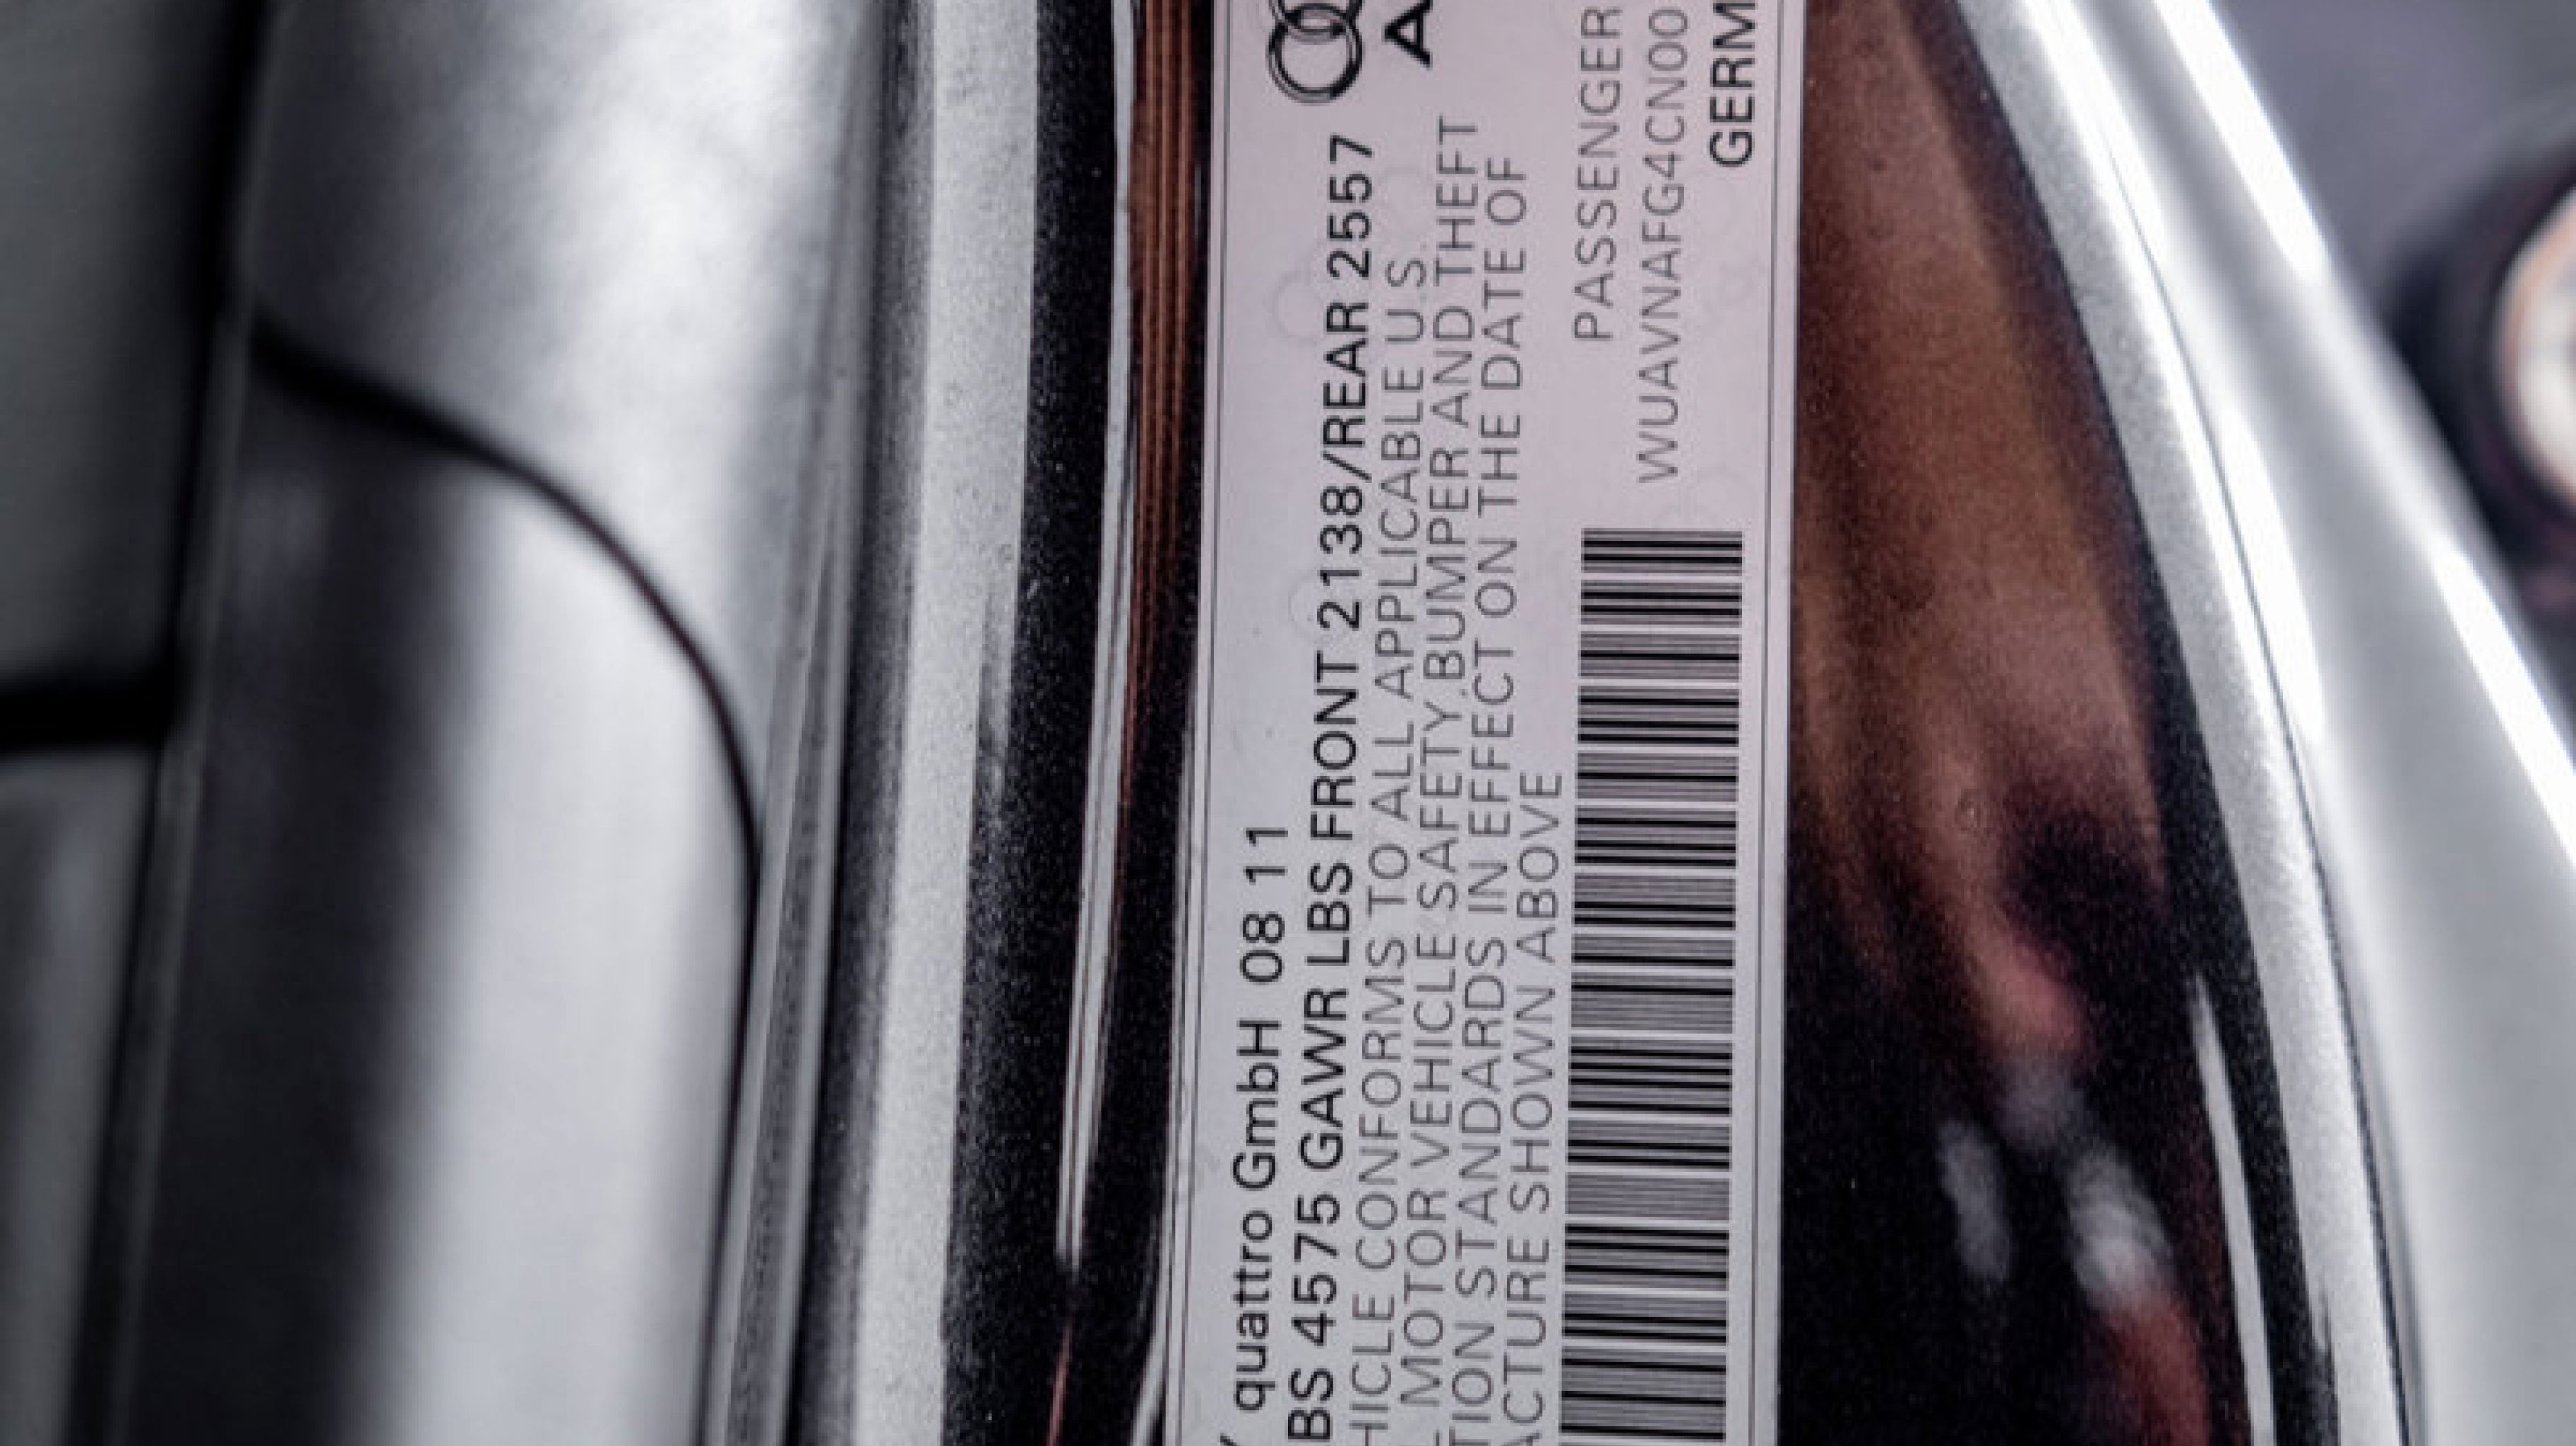 quattro GmbH 08 11
BS 4575 GAWR LBS FRONT 2138/REAR 2557
HICLE CONFORMS TO ALL APPLICABLE U.S.
MOTOR VEHICLE SAFETY,BUMPER AND THEFT
TION STANDARDS IN EFFECT ON THE DATE OF
ACTURE SHOWN ABOVE
A
PASSENGER
WUAVNAFG4CN00
GERM